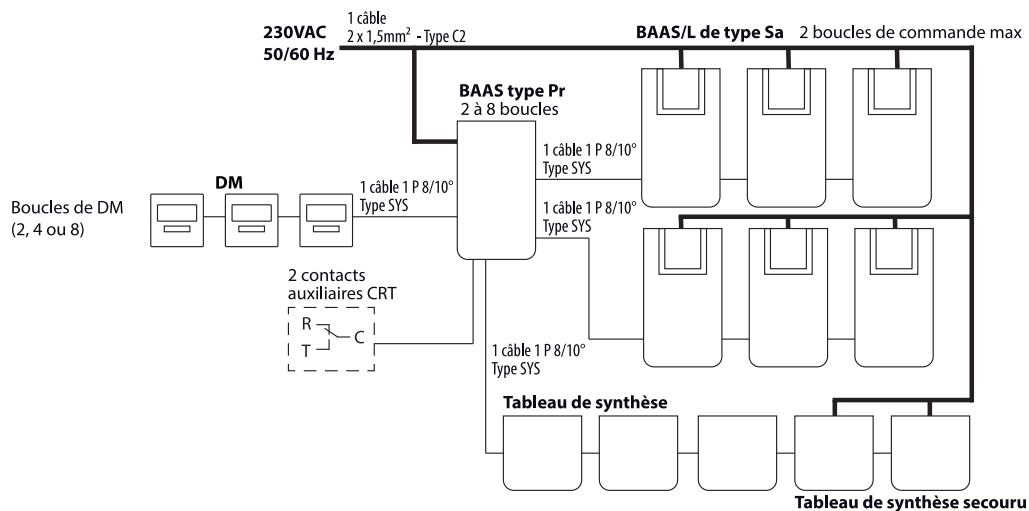 1 câble
230VAC 2 x 1,5mm² - Type C2
50/60 Hz
BAAS/L de type Sa 2 boucles de commande max
BAAS type Pr
2 à 8 boucles
1 câble 1 P 8/10°
Type SYS
DM
1 câble 1 P 8/10°
Type SYS
Boucles de DM
(2, 4 ou 8)
1 câble 1 P 8/10°
Type SYS
2 contacts
auxiliaires CRT
R
C
T
1 câble 1 P 8/10°
Type SYS
Tableau de synthèse
Tableau de synthèse secouru